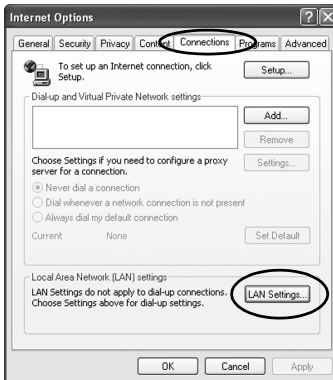 Internet Options
General Security Privacy Content Connections Programs Advanced
To set up an Internet connection, click
Setup.
Setup...
Dial-up and Virtual Private Network settings
Add...
Remove
Choose Settings if you need to configure a proxy
server for a connection.
Settings...
Never dial a connection
Dial whenever a network connection is not present
Always dial my default connection
Current None
Set Default
Local Area Network (LAN) settings
LAN Settings do not apply to dial-up connections.
Choose Settings above for dial-up settings.
LAN Settings...
OK Cancel Apply